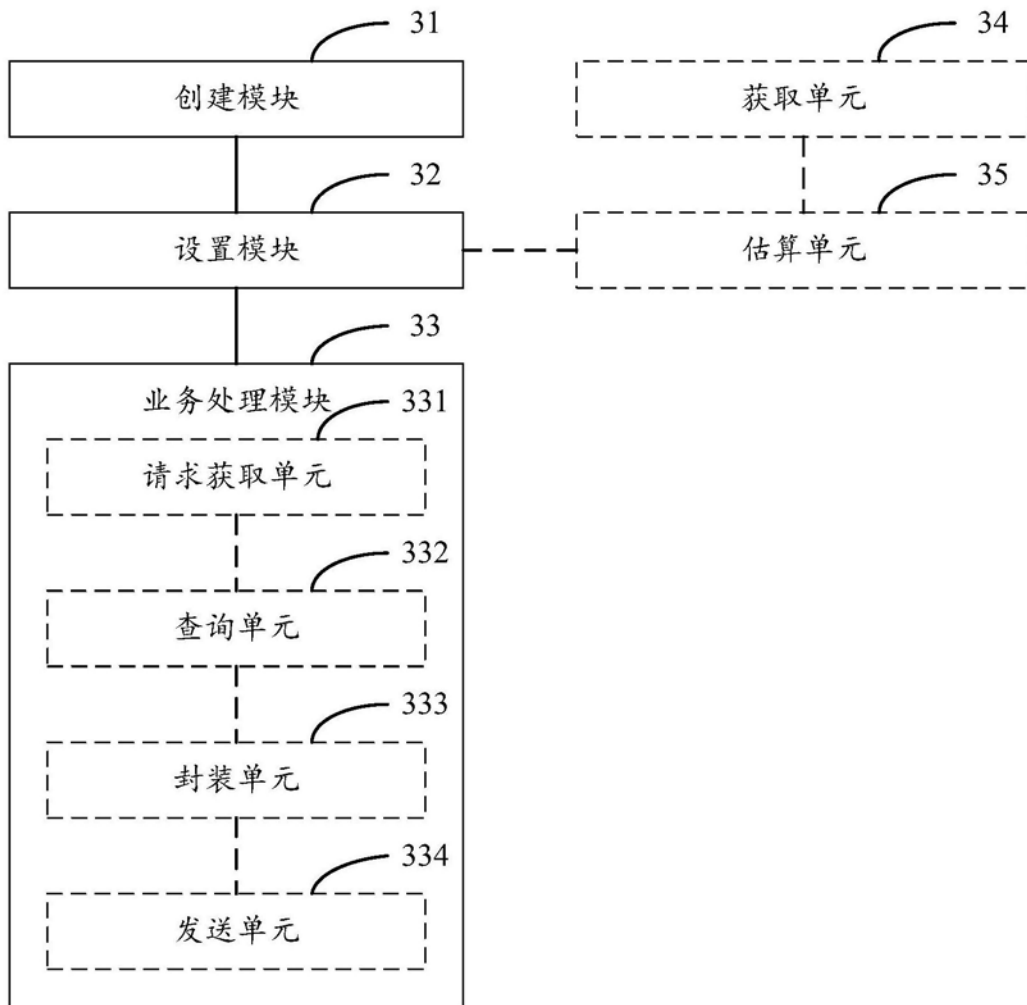 31
创建模块
34
获取单元
32
设置模块
35
估算单元
33
业务处理模块
331
请求获取单元
332
查询单元
333
封装单元
334
发送单元